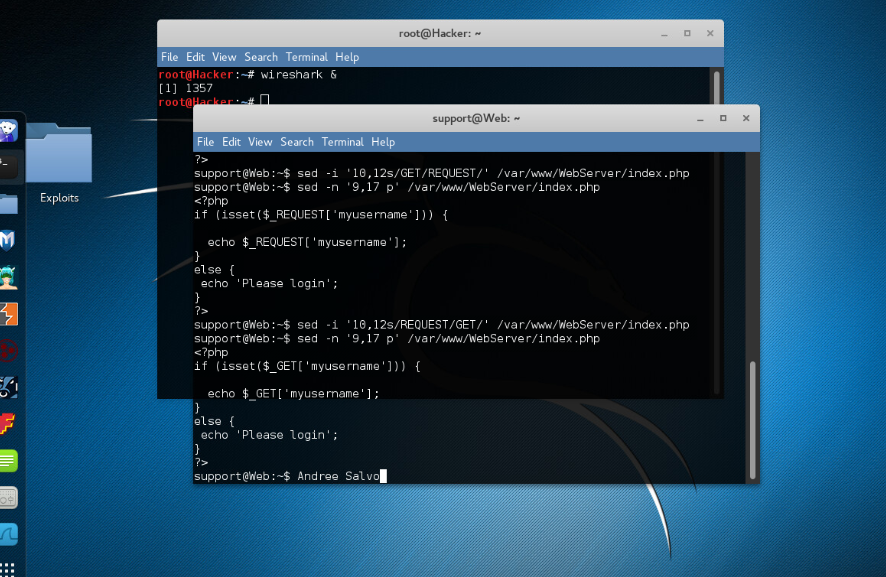 root@Hacker: ~
File Edit View Search Terminal Help
root@Hacker:~# wireshark &
[1] 1357
root@Hacker:~#
Exploits
support@Web: ~
File Edit View Search Terminal Help
?>
support@Web:~$ sed -i '10,12s/GET/REQUEST/' /var/www/WebServer/index.php
support@Web:~$ sed -n '9,17 p' /var/www/WebServer/index.php
<?php
if (isset($_REQUEST['myusername'])) {
  echo $_REQUEST['myusername'];
}
else {
 echo 'Please login';
}
?>
support@Web:~$ sed -i '10,12s/REQUEST/GET/' /var/www/WebServer/index.php
support@Web:~$ sed -n '9,17 p' /var/www/WebServer/index.php
<?php
if (isset($_GET['myusername'])) {
  echo $_GET['myusername'];
}
else {
 echo 'Please login';
}
?>
support@Web:~$ Andree Salvo